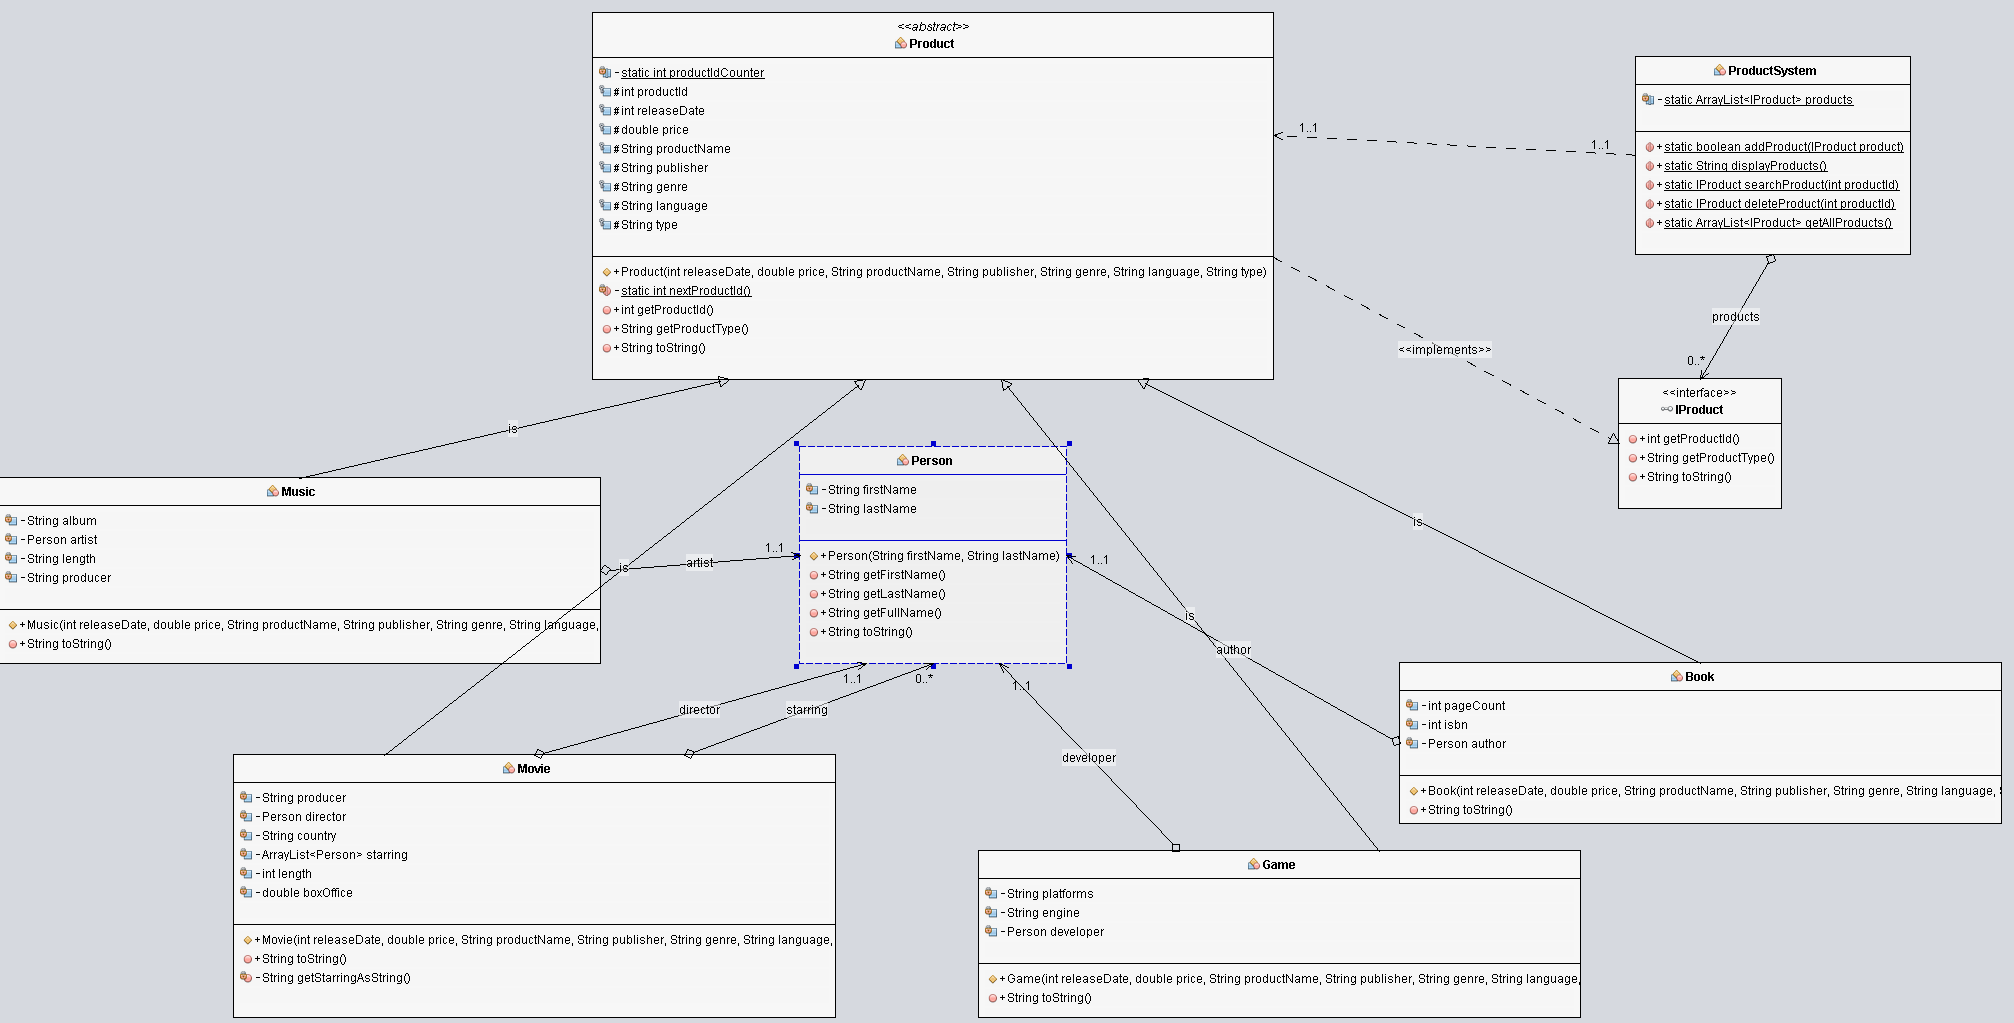 <<abstract>>
Product
- static int productIdCounter
# int productId
# int releaseDate
# double price
# String productName
# String publisher
# String genre
# String language
# String type
+ Product(int releaseDate, double price, String productName, String publisher, String genre, String language, String type)
- static int nextProductId()
+ int getProductId()
+ String getProductType()
+ String toString()
ProductSystem
- static ArrayList<IProduct> products
+ static boolean addProduct(IProduct product)
+ static String displayProducts()
+ static IProduct searchProduct(int productId)
+ static IProduct deleteProduct(int productId)
+ static ArrayList<IProduct> getAllProducts()
1..1
1..1
products
0..*
<<implements>>
<<interface>>
IProduct
+ int getProductId()
+ String getProductType()
+ String toString()
is
is
is
is
Music
- String album
- Person artist
- String length
- String producer
+ Music(int releaseDate, double price, String productName, String publisher, String genre, String language,
+ String toString()
artist
1..1
Person
- String firstName
- String lastName
+ Person(String firstName, String lastName)
+ String getFirstName()
+ String getLastName()
+ String getFullName()
+ String toString()
1..1
author
1..1
director
0..*
starring
1..1
developer
Book
- int pageCount
- int isbn
- Person author
+ Book(int releaseDate, double price, String productName, String publisher, String genre, String language,
+ String toString()
Movie
- String producer
- Person director
- String country
- ArrayList<Person> starring
- int length
- double boxOffice
+ Movie(int releaseDate, double price, String productName, String publisher, String genre, String language,
+ String toString()
- String getStarringAsString()
Game
- String platforms
- String engine
- Person developer
+ Game(int releaseDate, double price, String productName, String publisher, String genre, String language,
+ String toString()